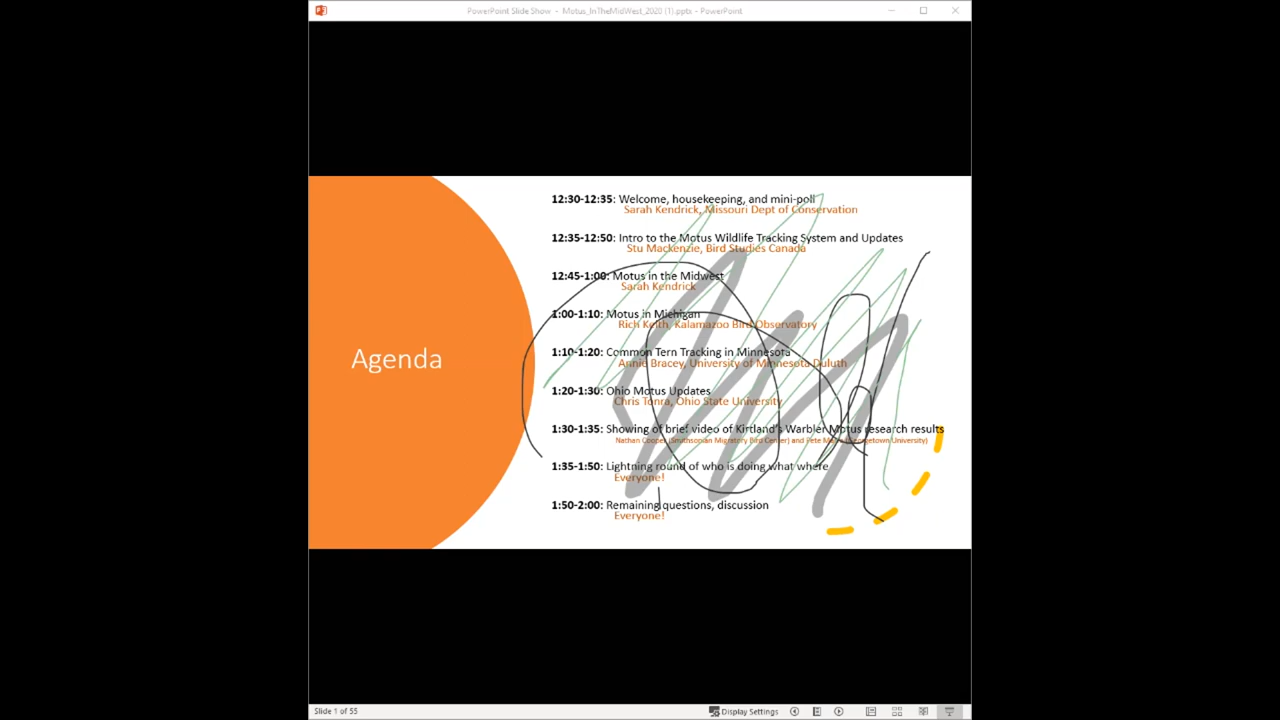 PowerPoint Slide Show - Motus_InTheMidWest_2020 (1).pptx - PowerPoint
Agenda
12:30-12:35: Welcome, housekeeping, and mini-poll
Sarah Kendrick, Missouri Dept of Conservation
12:35-12:50: Intro to the Motus Wildlife Tracking System and Updates
Stu Mackenzie, Bird Studies Canada
12:45-1:00: Motus in the Midwest
Sarah Kendrick
1:00-1:10: Motus in Michigan
Rich Keith, Kalamazoo Bird Observatory
1:10-1:20: Common Tern Tracking in Minnesota
Annie Bracey, University of Minnesota Duluth
1:20-1:30: Ohio Motus Updates
Chris Tonra, Ohio State University
1:30-1:35: Showing of brief video of Kirtland's Warbler Motus research results
Nathan Cooper (Smithsonian Migratory Bird Center) and Pete (Georgetown University)
1:35-1:50: Lightning round of who is doing what where
Everyone!
1:50-2:00: Remaining questions, discussion
Everyone!
Slide 1 of 55
Display Settings